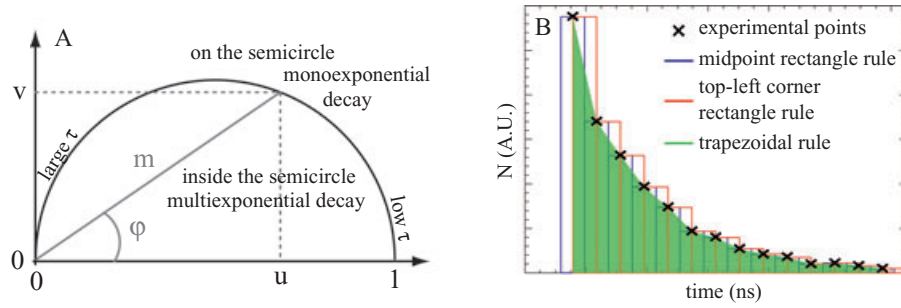 A
on the semicircle
monoexponential
decay
v
large τ
m
inside the semicircle
multiexponential decay
low τ
φ
0
0
u
1
B
experimental points
midpoint rectangle rule
top-left corner
rectangle rule
trapezoidal rule
N (A.U.)
time (ns)